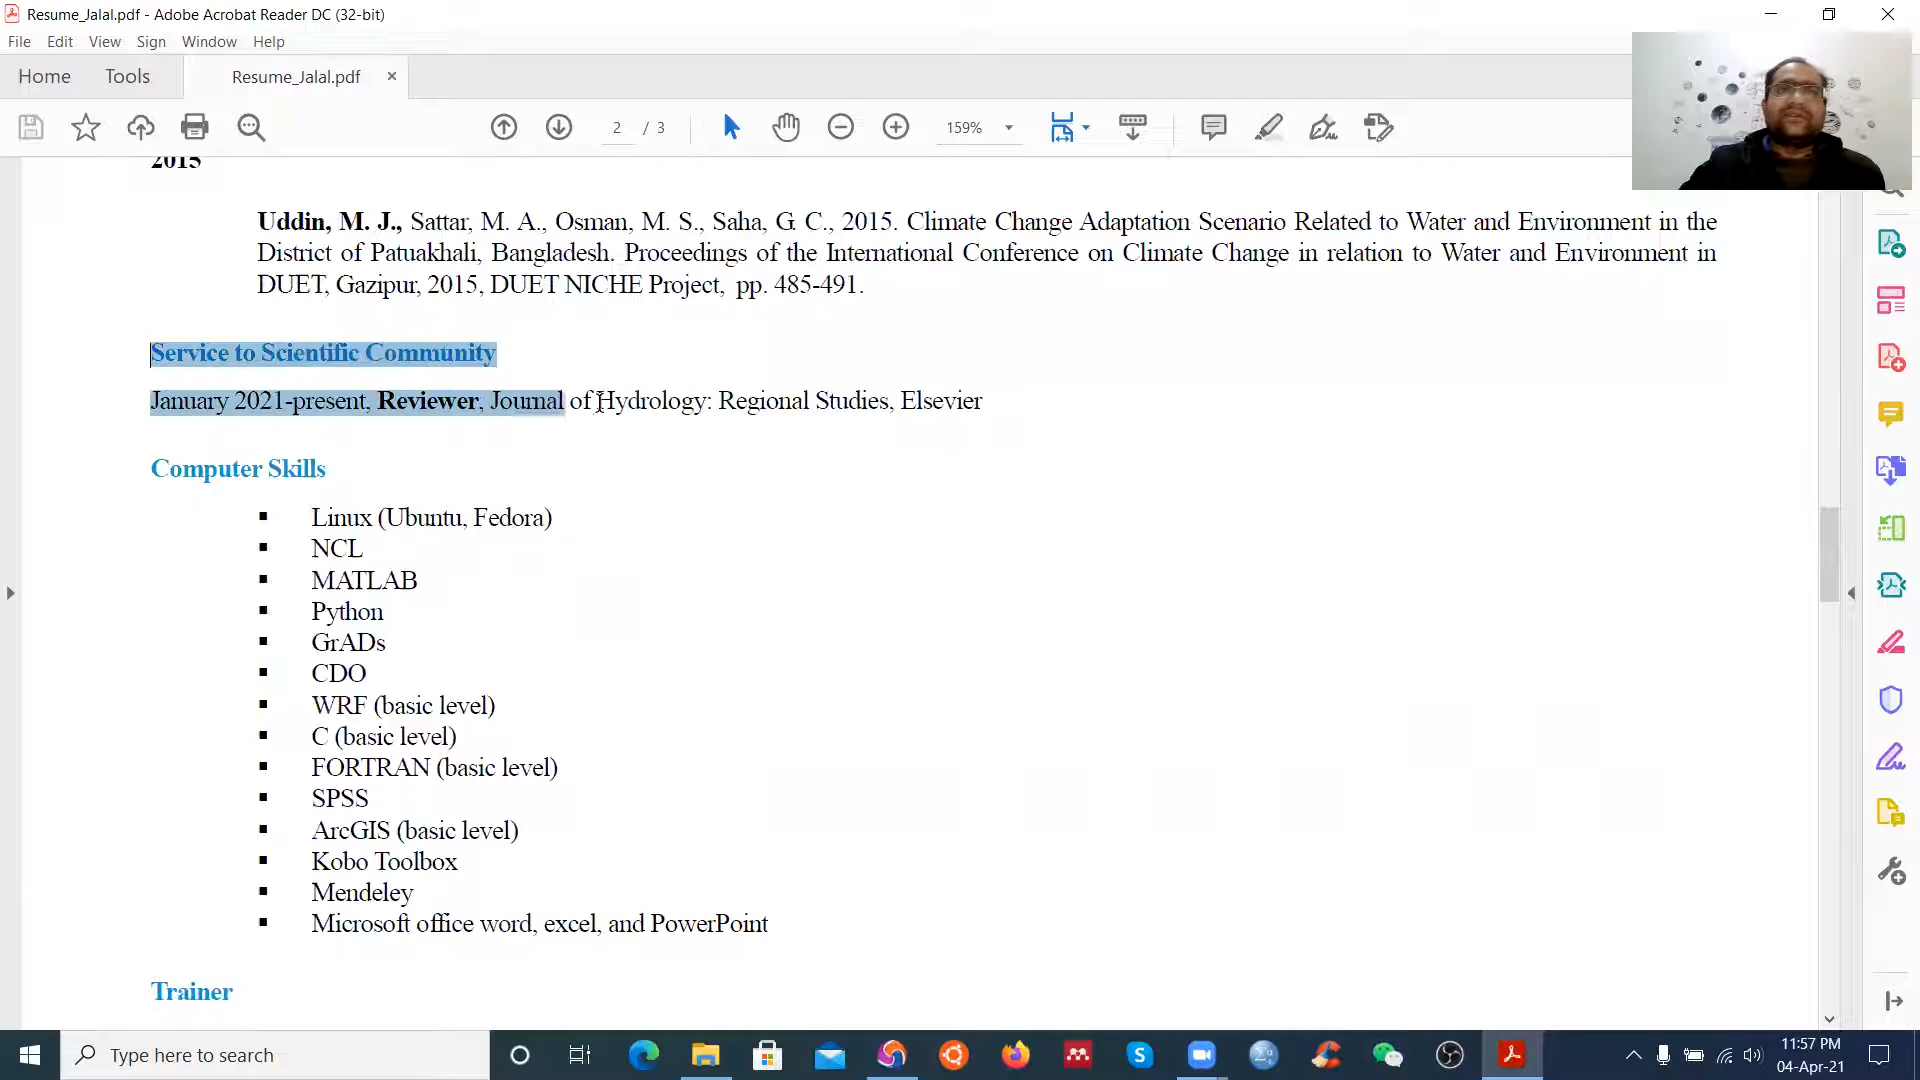 Resume_Jalal.pdf - Adobe Acrobat Reader DC (32-bit)
File Edit View Sign Window Help
Home Tools Resume_Jalal.pdf ×
2 / 3 159%
2015
Uddin, M. J., Sattar, M. A., Osman, M. S., Saha, G. C., 2015. Climate Change Adaptation Scenario Related to Water and Environment in the
District of Patuakhali, Bangladesh. Proceedings of the International Conference on Climate Change in relation to Water and Environment in
DUET, Gazipur, 2015, DUET NICHE Project, pp. 485-491.
Service to Scientific Community
January 2021-present, Reviewer, Journal of Hydrology: Regional Studies, Elsevier
Computer Skills
▪ Linux (Ubuntu, Fedora)
▪ NCL
▪ MATLAB
▪ Python
▪ GrADs
▪ CDO
▪ WRF (basic level)
▪ C (basic level)
▪ FORTRAN (basic level)
▪ SPSS
▪ ArcGIS (basic level)
▪ Kobo Toolbox
▪ Mendeley
▪ Microsoft office word, excel, and PowerPoint
Trainer
Type here to search
11:57 PM
04-Apr-21